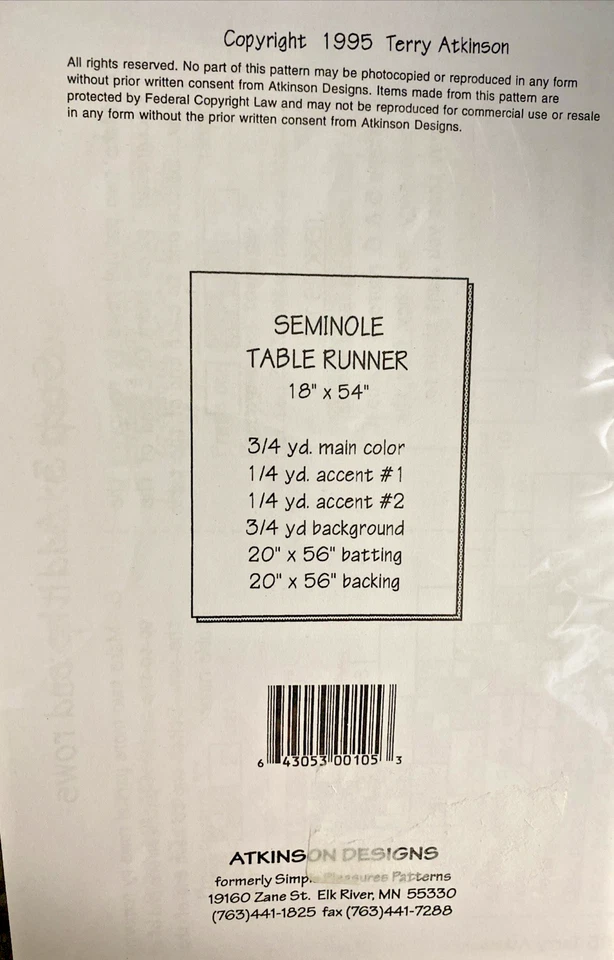 Copyright 1995 Terry Atkinson
All rights reserved. No part of this pattern may be photocopied or reproduced in any form
without prior written consent from Atkinson Designs. Items made from this pattern are
protected by Federal Copyright Law and may not be reproduced for commercial use or resale
in any form without the prior written consent from Atkinson Designs.
SEMINOLE
TABLE RUNNER
18" x 54"
3/4 yd. main color
1/4 yd. accent #1
1/4 yd. accent #2
3/4 yd background
20" x 56" batting
20" x 56" backing
6 43053 00105 3
ATKINSON DESIGNS
formerly Simp Pleasures Patterns
19160 Zane St. Elk River, MN 55330
(763)441-1825 fax (763)441-7288